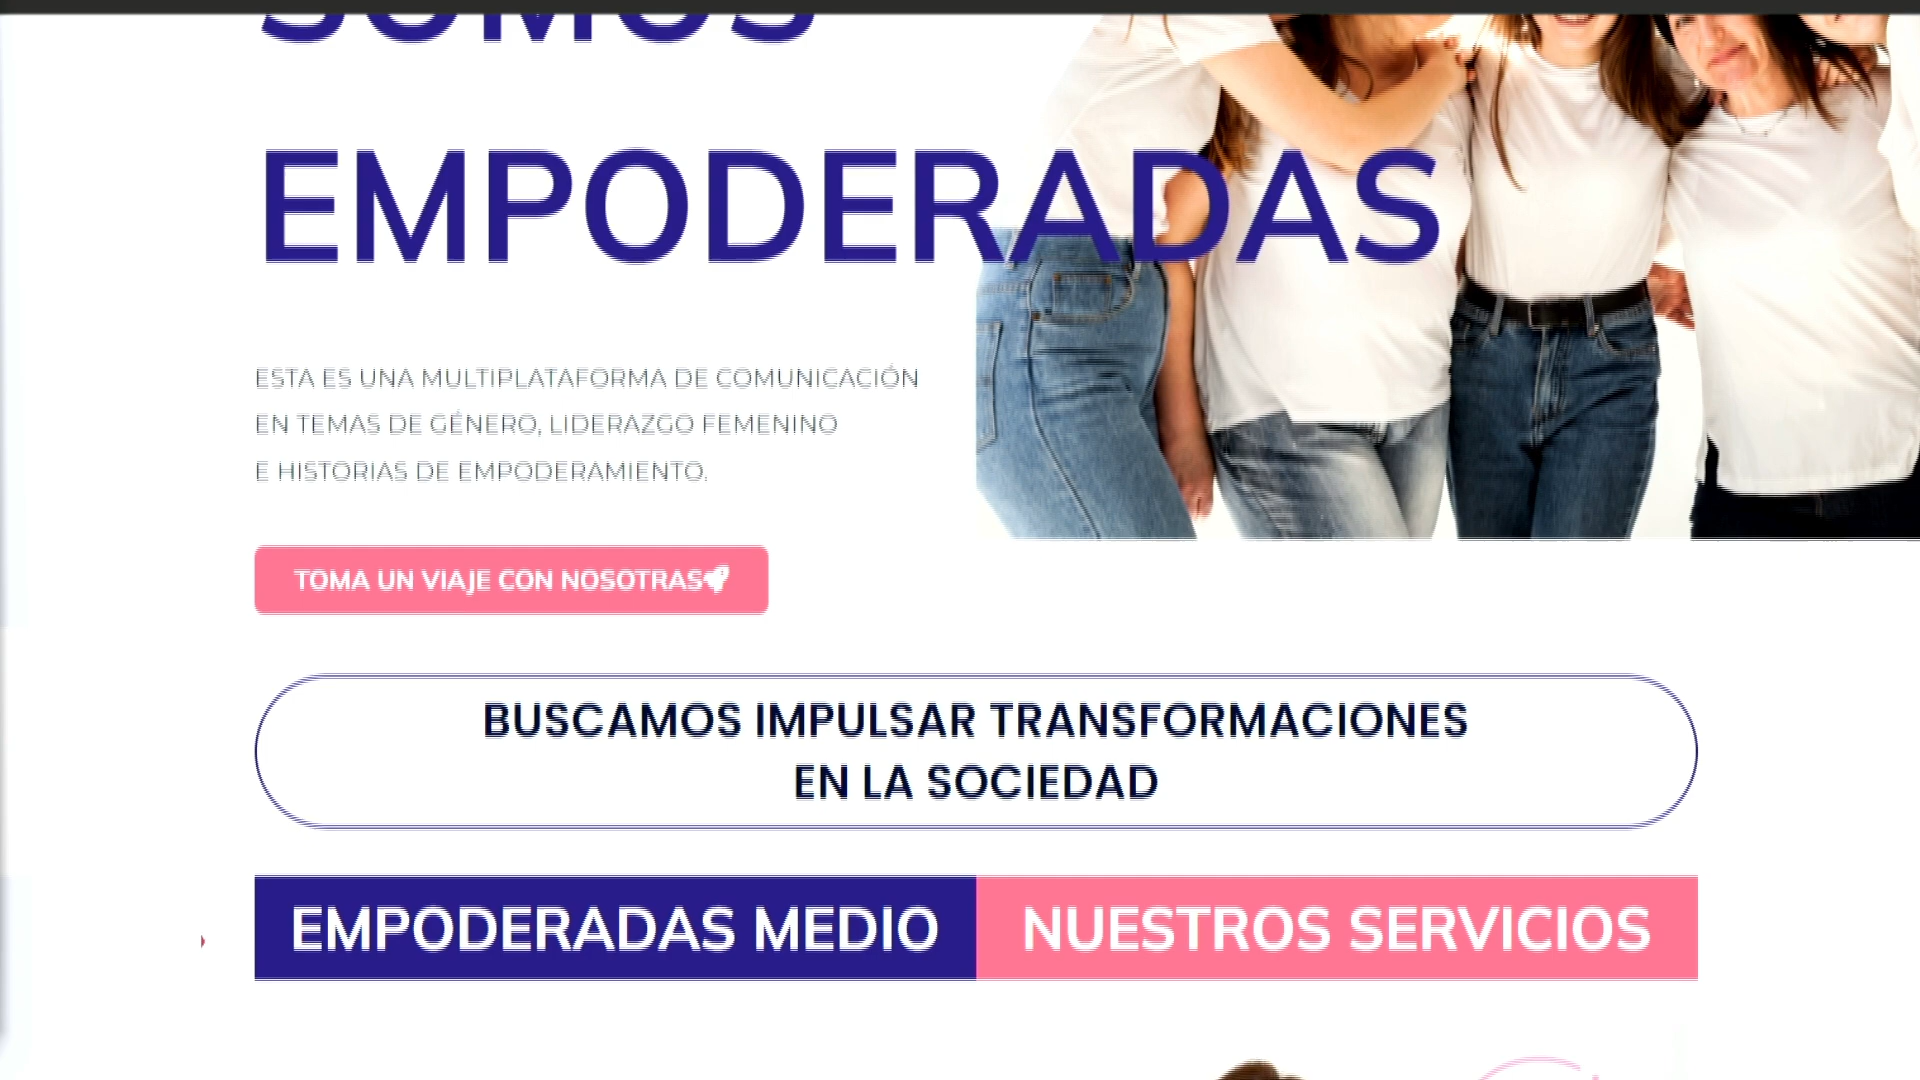 SOMOS
EMPODERADAS
ESTA ES UNA MULTIPLATAFORMA DE COMUNICACIÓN
EN TEMAS DE GÉNERO, LIDERAZGO FEMENINO
E HISTORIAS DE EMPODERAMIENTO.
TOMA UN VIAJE CON NOSOTRAS
BUSCAMOS IMPULSAR TRANSFORMACIONES
EN LA SOCIEDAD
EMPODERADAS MEDIO
NUESTROS SERVICIOS